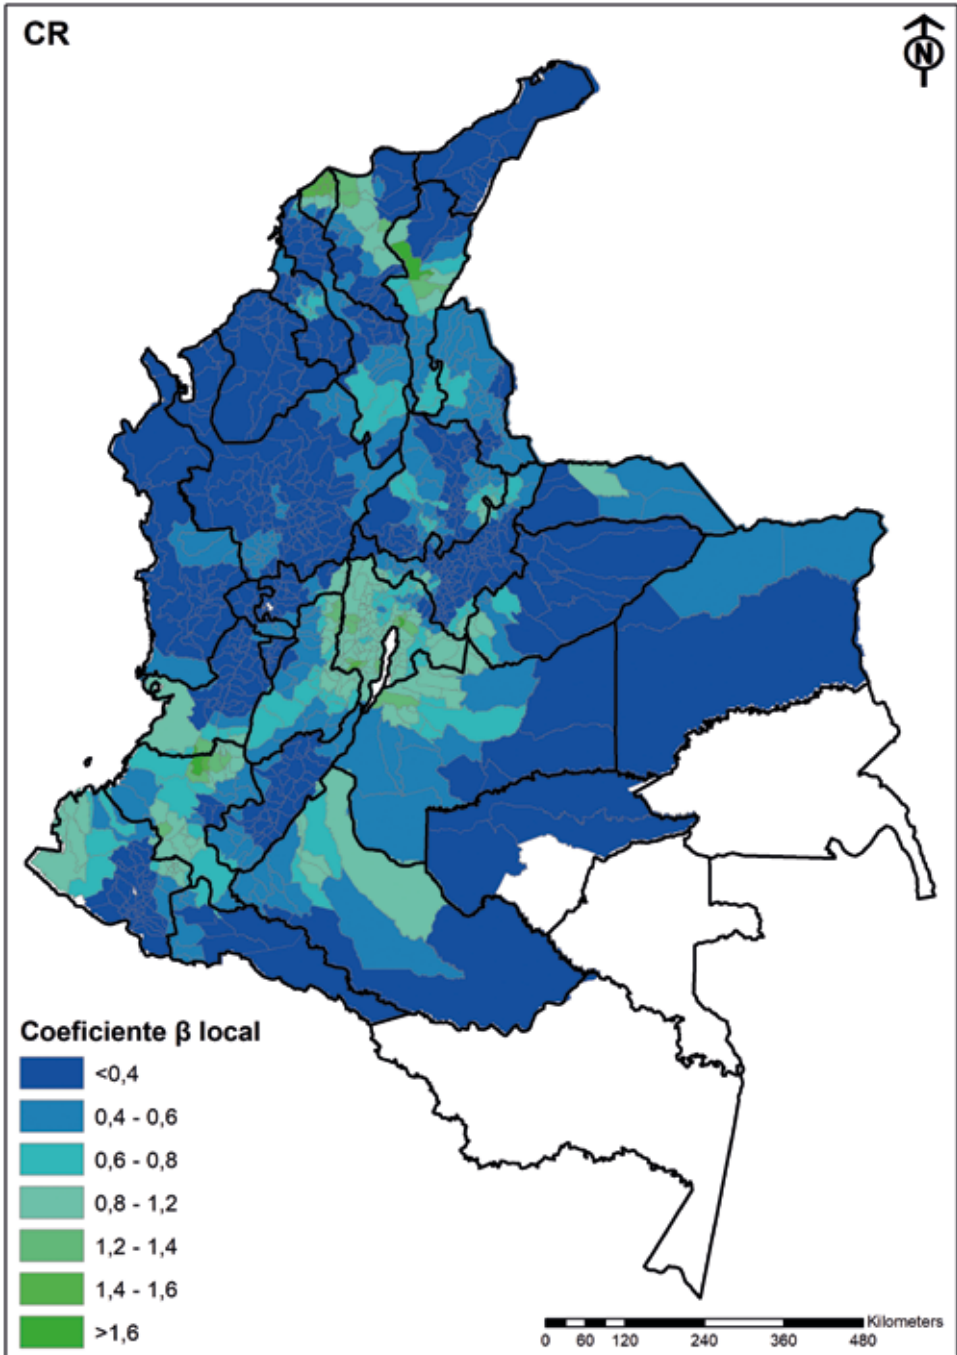 CR
N
Coeficiente β local
<0,4
0,4 - 0,6
0,6 - 0,8
0,8 - 1,2
1,2 - 1,4
1,4 - 1,6
>1,6
Kilometers
0 60 120 240 360 480